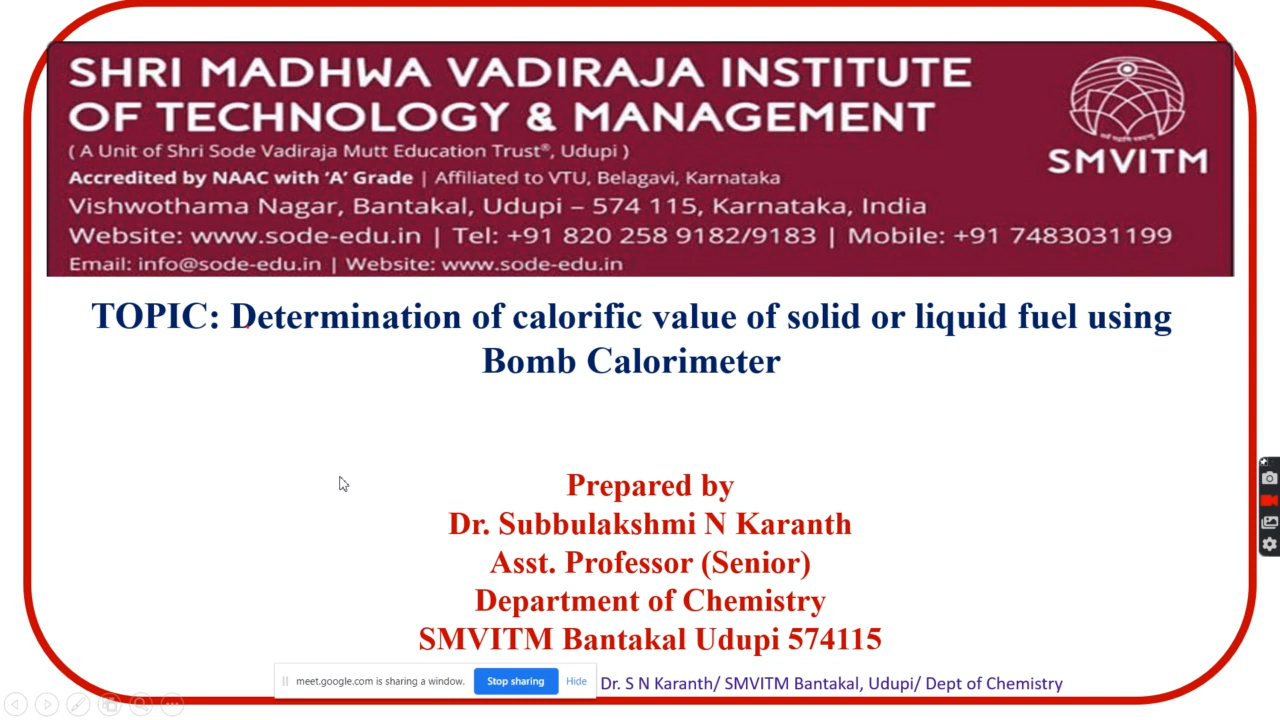 SHRI MADHWA VADIRAJA INSTITUTE
OF TECHNOLOGY & MANAGEMENT
( A Unit of Shri Sode Vadiraja Mutt Education Trust®, Udupi )
Accredited by NAAC with ‘A’ Grade | Affiliated to VTU, Belagavi, Karnataka
Vishwothama Nagar, Bantakal, Udupi – 574 115, Karnataka, India
Website: www.sode-edu.in | Tel: +91 820 258 9182/9183 | Mobile: +91 7483031199
Email: info@sode-edu.in | Website: www.sode-edu.in
SMVITM
TOPIC: Determination of calorific value of solid or liquid fuel using
Bomb Calorimeter
Prepared by
Dr. Subbulakshmi N Karanth
Asst. Professor (Senior)
Department of Chemistry
SMVITM Bantakal Udupi 574115
meet.google.com is sharing a window.
Stop sharing
Hide
Dr. S N Karanth/ SMVITM Bantakal, Udupi/ Dept of Chemistry